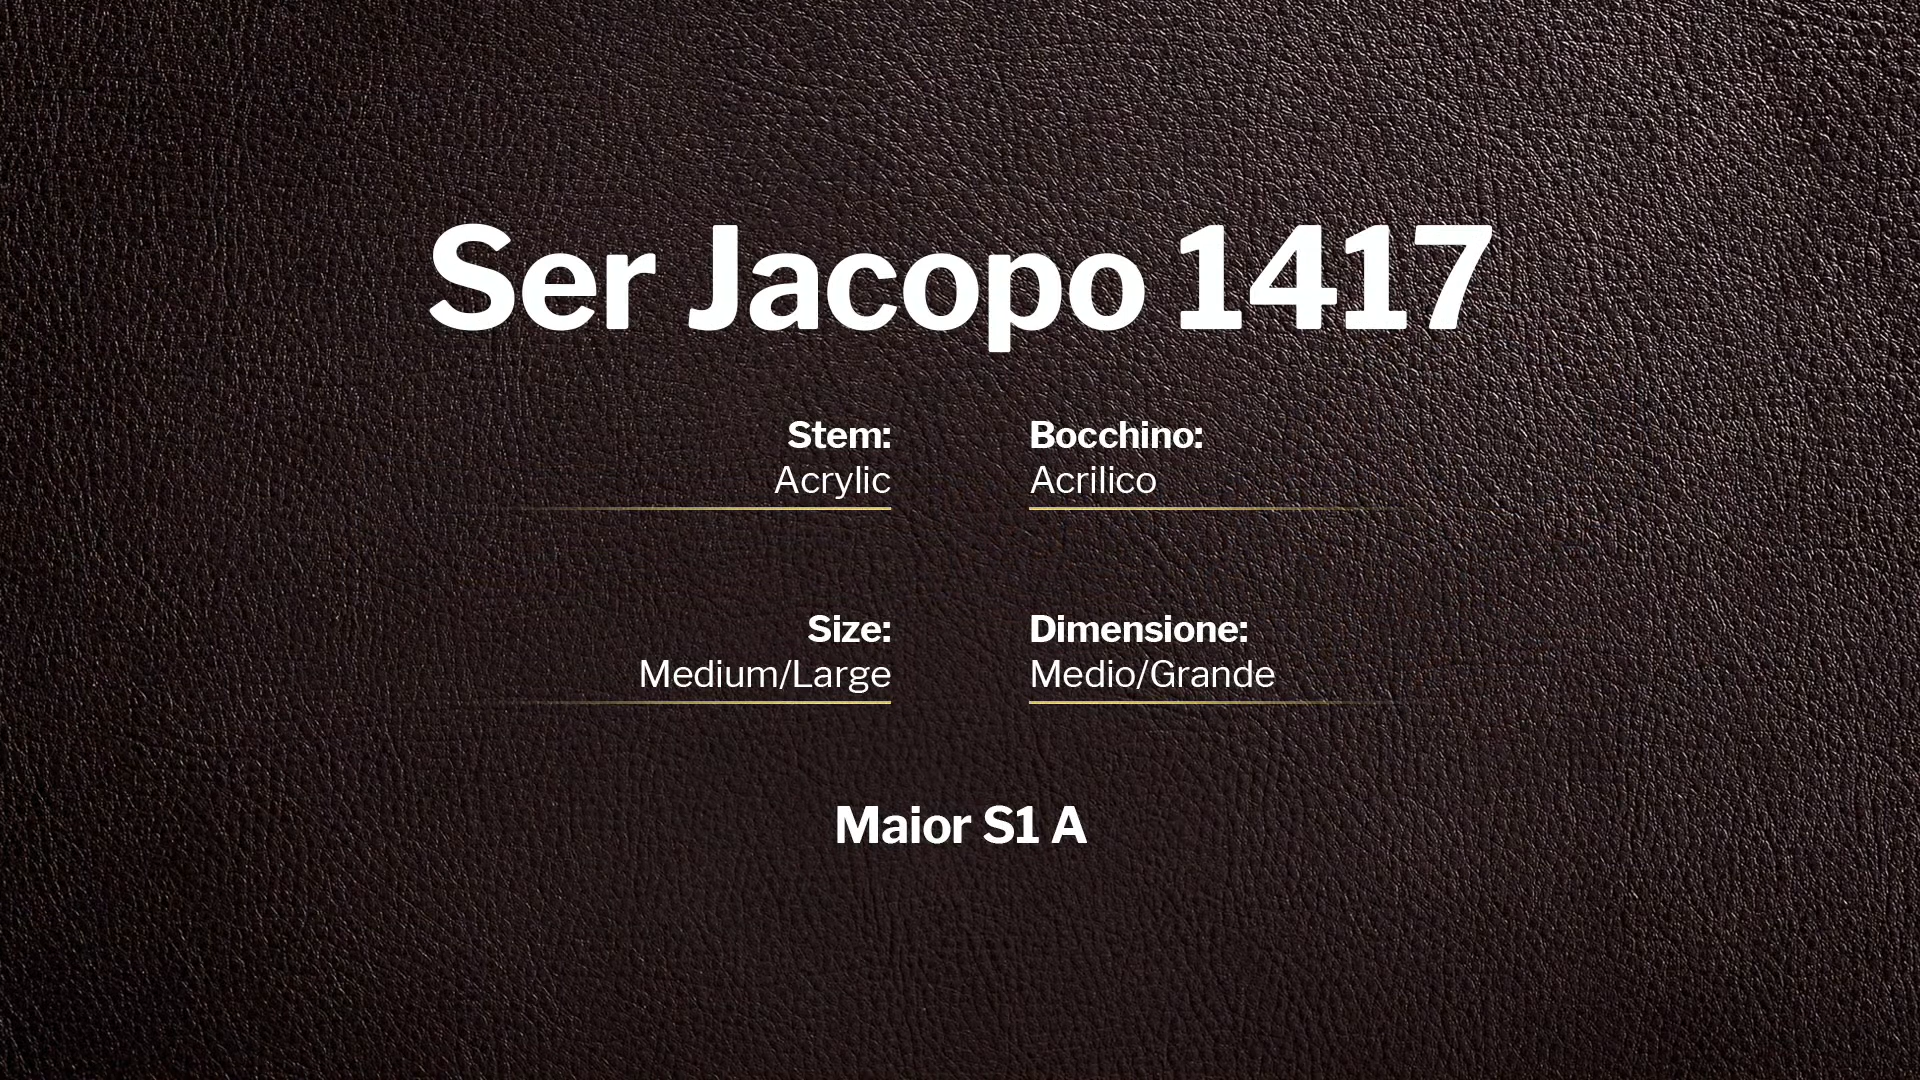 Ser Jacopo 1417
Stem:
Acrylic
Bocchino:
Acrilico
Size:
Medium/Large
Dimensione:
Medio/Grande
Maior S1 A